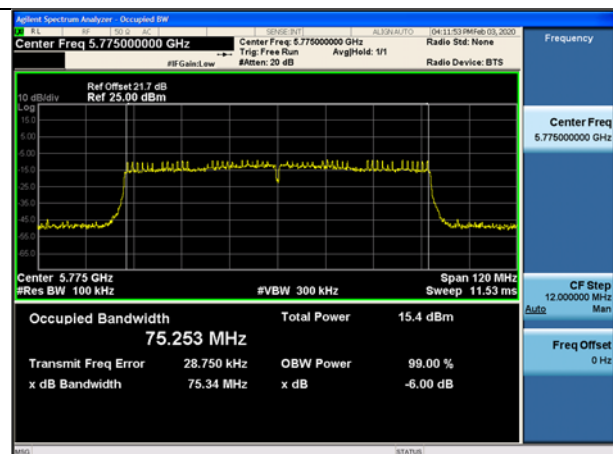 Agilent Spectrum Analyzer - Occupied BW
RL RF 50 Ω AC SENSE:INT ALIGN AUTO 04:11:53 PM Feb 03, 2020
Center Freq 5.775000000 GHz
Center Freq: 5.775000000 GHz
Radio Std: None
Trig: Free Run Avg|Hold: 1/1
#IFGain:Low #Atten: 20 dB
Radio Device: BTS
Ref Offset 21.7 dB
10 dB/div Ref 25.00 dBm
Log
15.0
5.00
-5.00
-15.0
-25.0
-35.0
-45.0
-55.0
-65.0
Center 5.775 GHz Span 120 MHz
#Res BW 100 kHz #VBW 300 kHz Sweep 11.53 ms
Occupied Bandwidth Total Power 15.4 dBm
75.253 MHz
Transmit Freq Error 28.750 kHz OBW Power 99.00 %
x dB Bandwidth 75.34 MHz x dB -6.00 dB
MSG STATUS
Frequency
Center Freq
5.775000000 GHz
CF Step
12.000000 MHz
Auto Man
Freq Offset
0 Hz